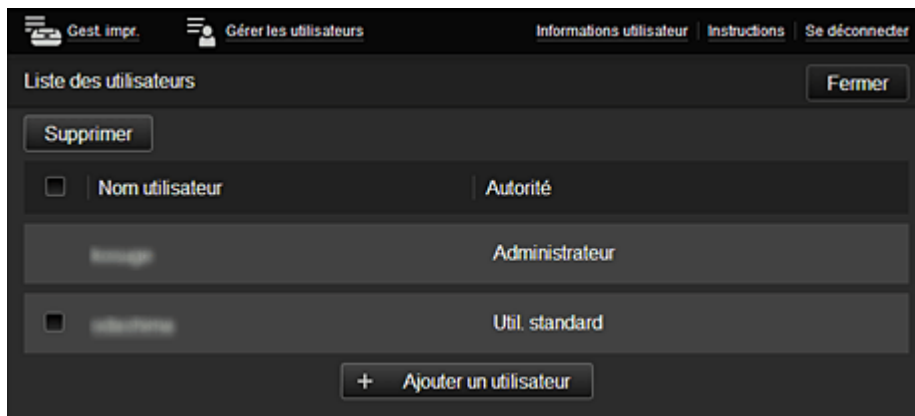 Gest. impr. Gérer les utilisateurs Informations utilisateur Instructions Se déconnecter
Liste des utilisateurs Fermer
Supprimer
Nom utilisateur Autorité
Administrateur
Util. standard
+ Ajouter un utilisateur